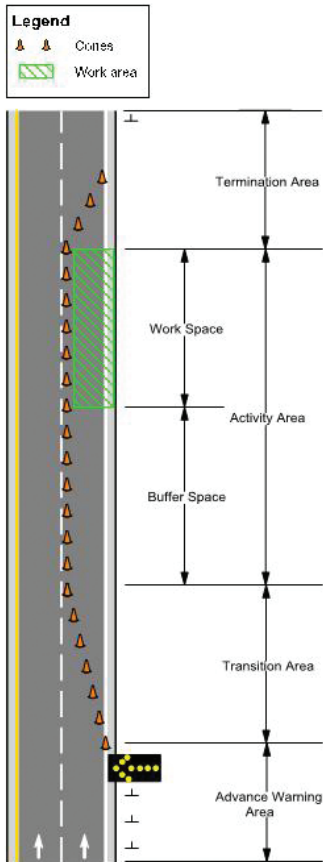 Legend
Cones
Work area
Termination Area
Work Space
Activity Area
Buffer Space
Transition Area
Advance Warning
Area